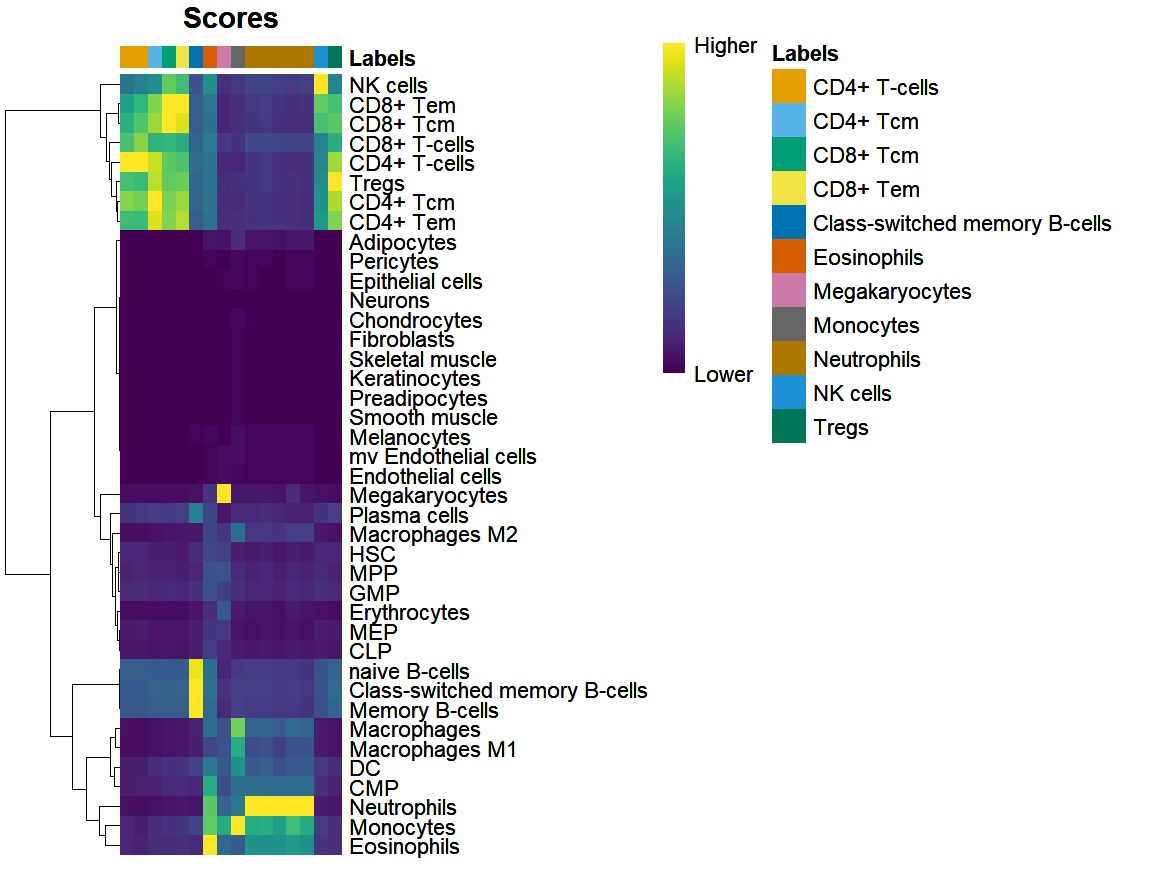 Scores
Labels
NK cells
CD8+ Tem
CD8+ Tcm
CD8+ T-cells
CD4+ T-cells
Tregs
CD4+ Tcm
CD4+ Tem
Adipocytes
Pericytes
Epithelial cells
Neurons
Chondrocytes
Fibroblasts
Skeletal muscle
Keratinocytes
Preadipocytes
Smooth muscle
Melanocytes
mv Endothelial cells
Endothelial cells
Megakaryocytes
Plasma cells
Macrophages M2
HSC
MPP
GMP
Erythrocytes
MEP
CLP
naive B-cells
Class-switched memory B-cells
Memory B-cells
Macrophages
Macrophages M1
DC
CMP
Neutrophils
Monocytes
Eosinophils
Higher
Lower
Labels
CD4+ T-cells
CD4+ Tcm
CD8+ Tcm
CD8+ Tem
Class-switched memory B-cells
Eosinophils
Megakaryocytes
Monocytes
Neutrophils
NK cells
Tregs